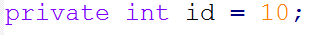 private int id = 10;